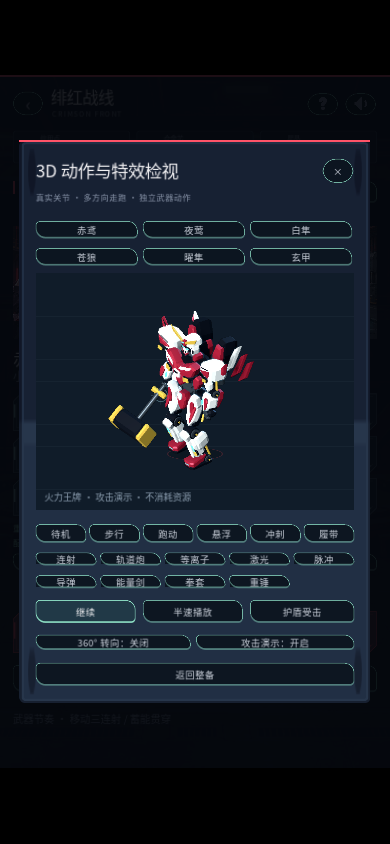 ‹ 绯红战线 ?
3D 动作与特效检视 ×
真实关节 · 多方向走跑 · 独立武器动作
赤鸢 夜莺 白隼
苍狼 曜隼 玄甲
火力王牌 · 攻击演示 · 不消耗资源
待机 步行 跑动 悬浮 冲刺 履带
连射 轨道炮 等离子 激光 脉冲
导弹 能量剑 拳套 重锤
继续 半速播放 护盾受击
360° 转向：关闭 攻击演示：开启
返回整备